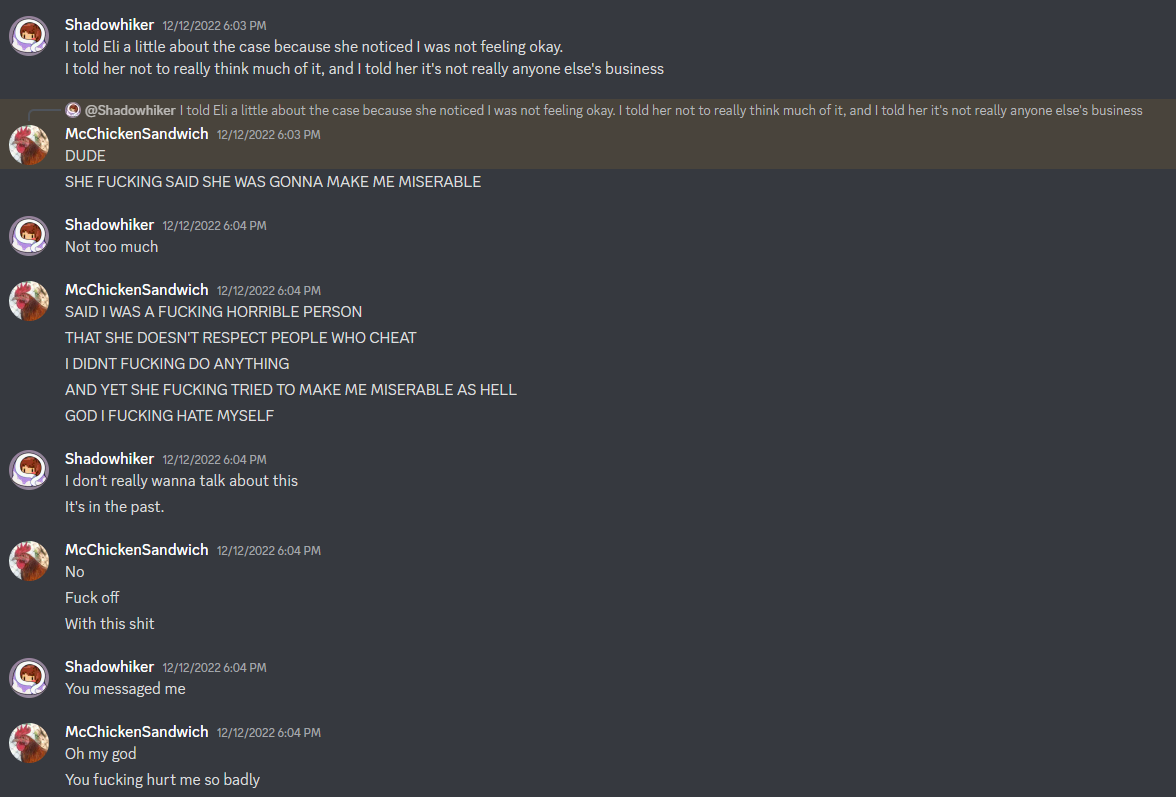 Shadowhiker 12/12/2022 6:03 PM
I told Eli a little about the case because she noticed I was not feeling okay.
I told her not to really think much of it, and I told her it's not really anyone else's business
@Shadowhiker I told Eli a little about the case because she noticed I was not feeling okay. I told her not to really think much of it, and I told her it's not really anyone else's business
McChickenSandwich 12/12/2022 6:03 PM
DUDE
SHE FUCKING SAID SHE WAS GONNA MAKE ME MISERABLE
Shadowhiker 12/12/2022 6:04 PM
Not too much
McChickenSandwich 12/12/2022 6:04 PM
SAID I WAS A FUCKING HORRIBLE PERSON
THAT SHE DOESN'T RESPECT PEOPLE WHO CHEAT
I DIDNT FUCKING DO ANYTHING
AND YET SHE FUCKING TRIED TO MAKE ME MISERABLE AS HELL
GOD I FUCKING HATE MYSELF
Shadowhiker 12/12/2022 6:04 PM
I don't really wanna talk about this
It's in the past.
McChickenSandwich 12/12/2022 6:04 PM
No
Fuck off
With this shit
Shadowhiker 12/12/2022 6:04 PM
You messaged me
McChickenSandwich 12/12/2022 6:04 PM
Oh my god
You fucking hurt me so badly